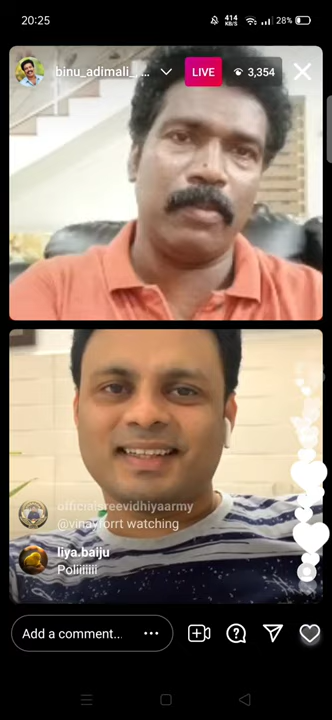 20:25
414
KB/S
28%
binu_adimali_...
LIVE
3,354
officialsreevidhiyaarmy
@vinayforrt watching
liya.baiju
Poliiiiiii
Add a comment...